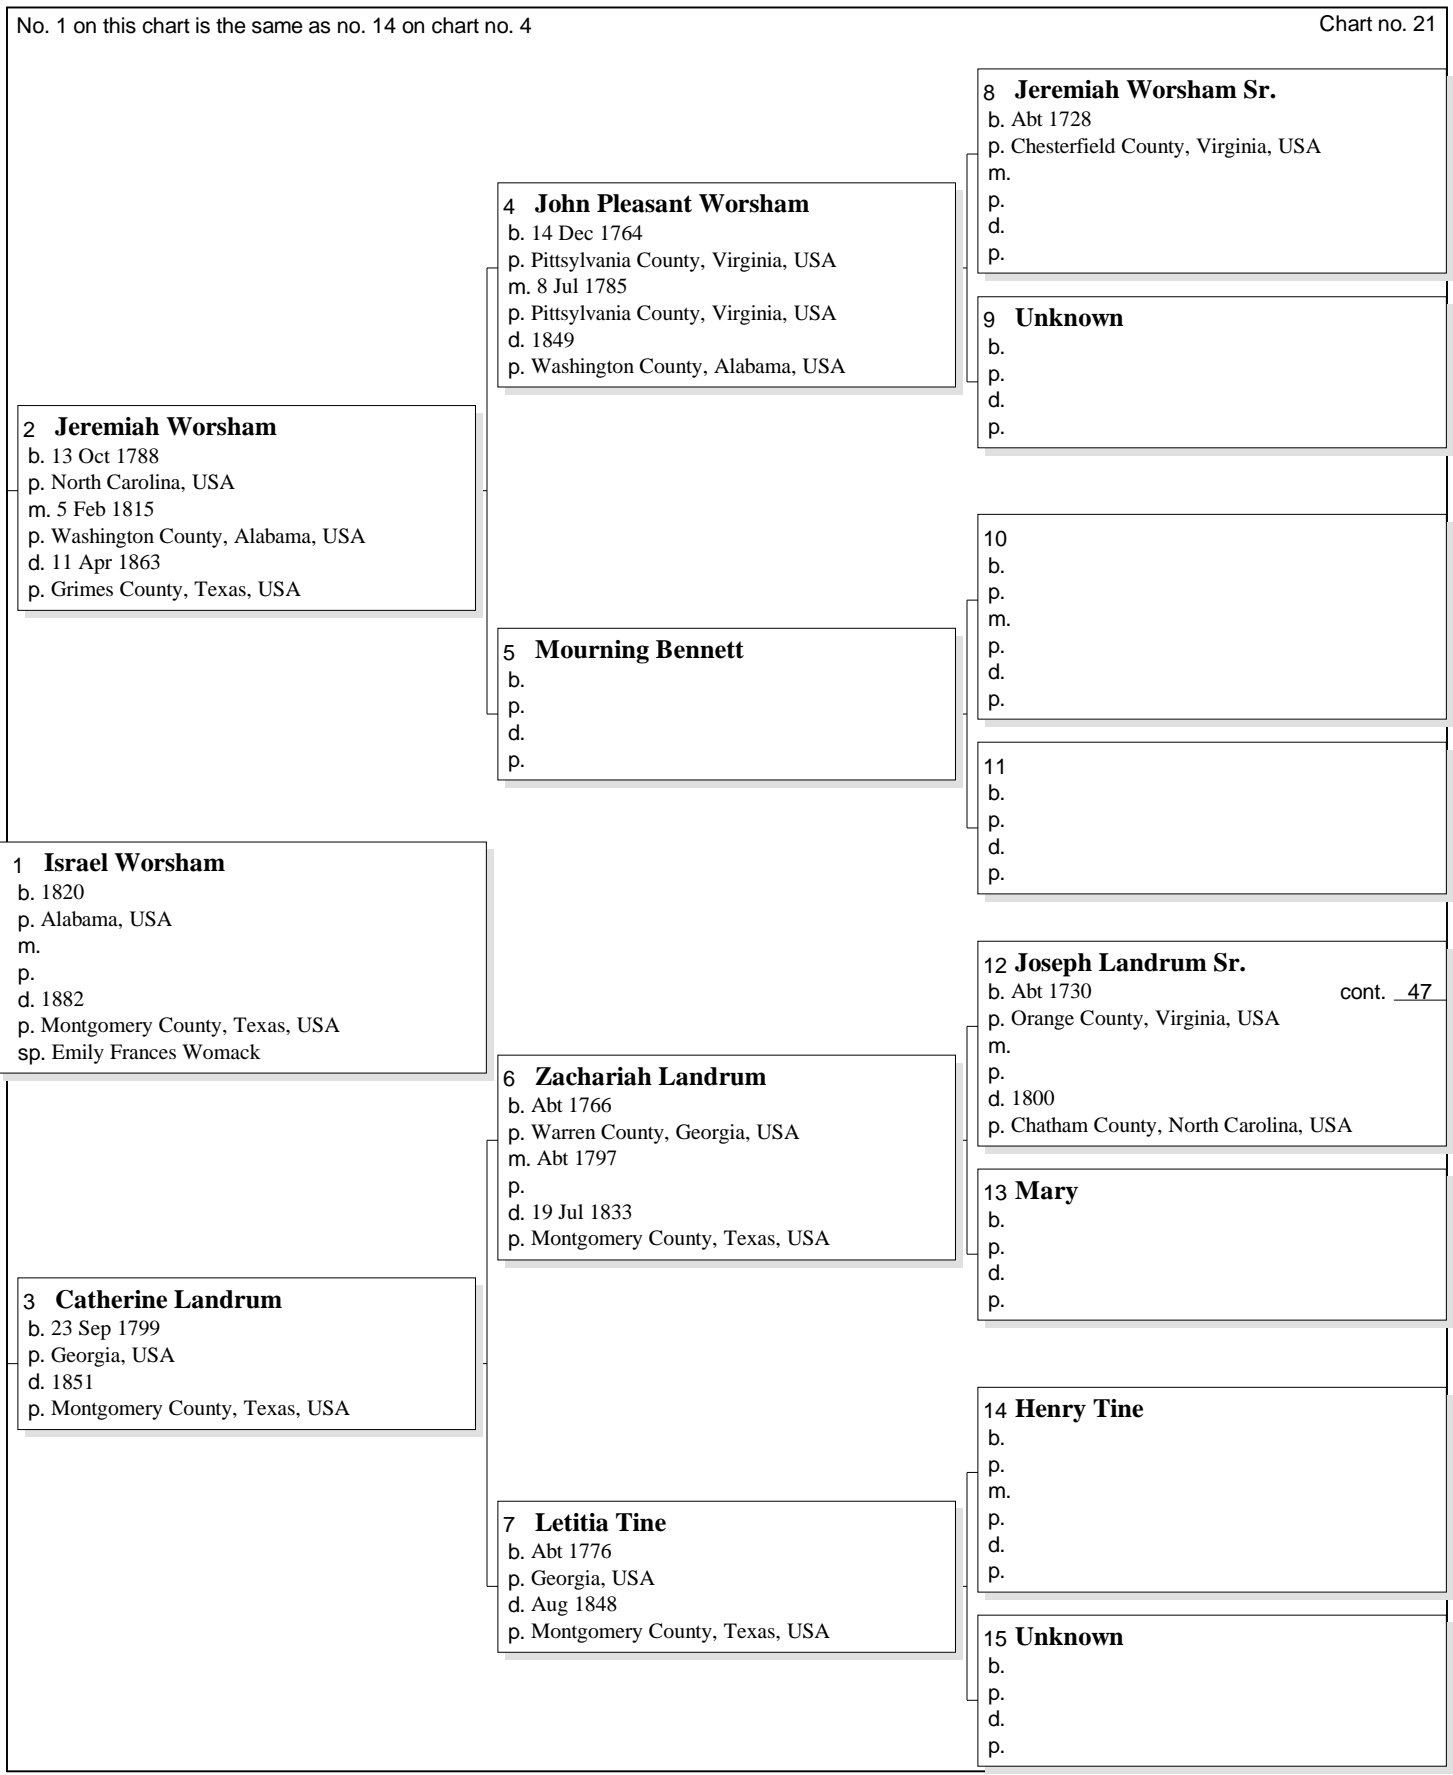 No. 1 on this chart is the same as no. 14 on chart no. 4
Chart no. 21
8 Jeremiah Worsham Sr.
b. Abt 1728
p. Chesterfield County, Virginia, USA
m.
p.
d.
p.
4 John Pleasant Worsham
b. 14 Dec 1764
p. Pittsylvania County, Virginia, USA
m. 8 Jul 1785
p. Pittsylvania County, Virginia, USA
d. 1849
p. Washington County, Alabama, USA
9 Unknown
b.
p.
d.
p.
2 Jeremiah Worsham
b. 13 Oct 1788
p. North Carolina, USA
m. 5 Feb 1815
p. Washington County, Alabama, USA
d. 11 Apr 1863
p. Grimes County, Texas, USA
10
b.
p.
m.
p.
d.
p.
5 Mourning Bennett
b.
p.
d.
p.
11
b.
p.
d.
p.
1 Israel Worsham
b. 1820
p. Alabama, USA
m.
p.
d. 1882
p. Montgomery County, Texas, USA
sp. Emily Frances Womack
12 Joseph Landrum Sr.
b. Abt 1730 cont. 47
p. Orange County, Virginia, USA
m.
p.
d. 1800
p. Chatham County, North Carolina, USA
6 Zachariah Landrum
b. Abt 1766
p. Warren County, Georgia, USA
m. Abt 1797
p.
d. 19 Jul 1833
p. Montgomery County, Texas, USA
13 Mary
b.
p.
d.
p.
3 Catherine Landrum
b. 23 Sep 1799
p. Georgia, USA
d. 1851
p. Montgomery County, Texas, USA
14 Henry Tine
b.
p.
m.
p.
d.
p.
7 Letitia Tine
b. Abt 1776
p. Georgia, USA
d. Aug 1848
p. Montgomery County, Texas, USA
15 Unknown
b.
p.
d.
p.